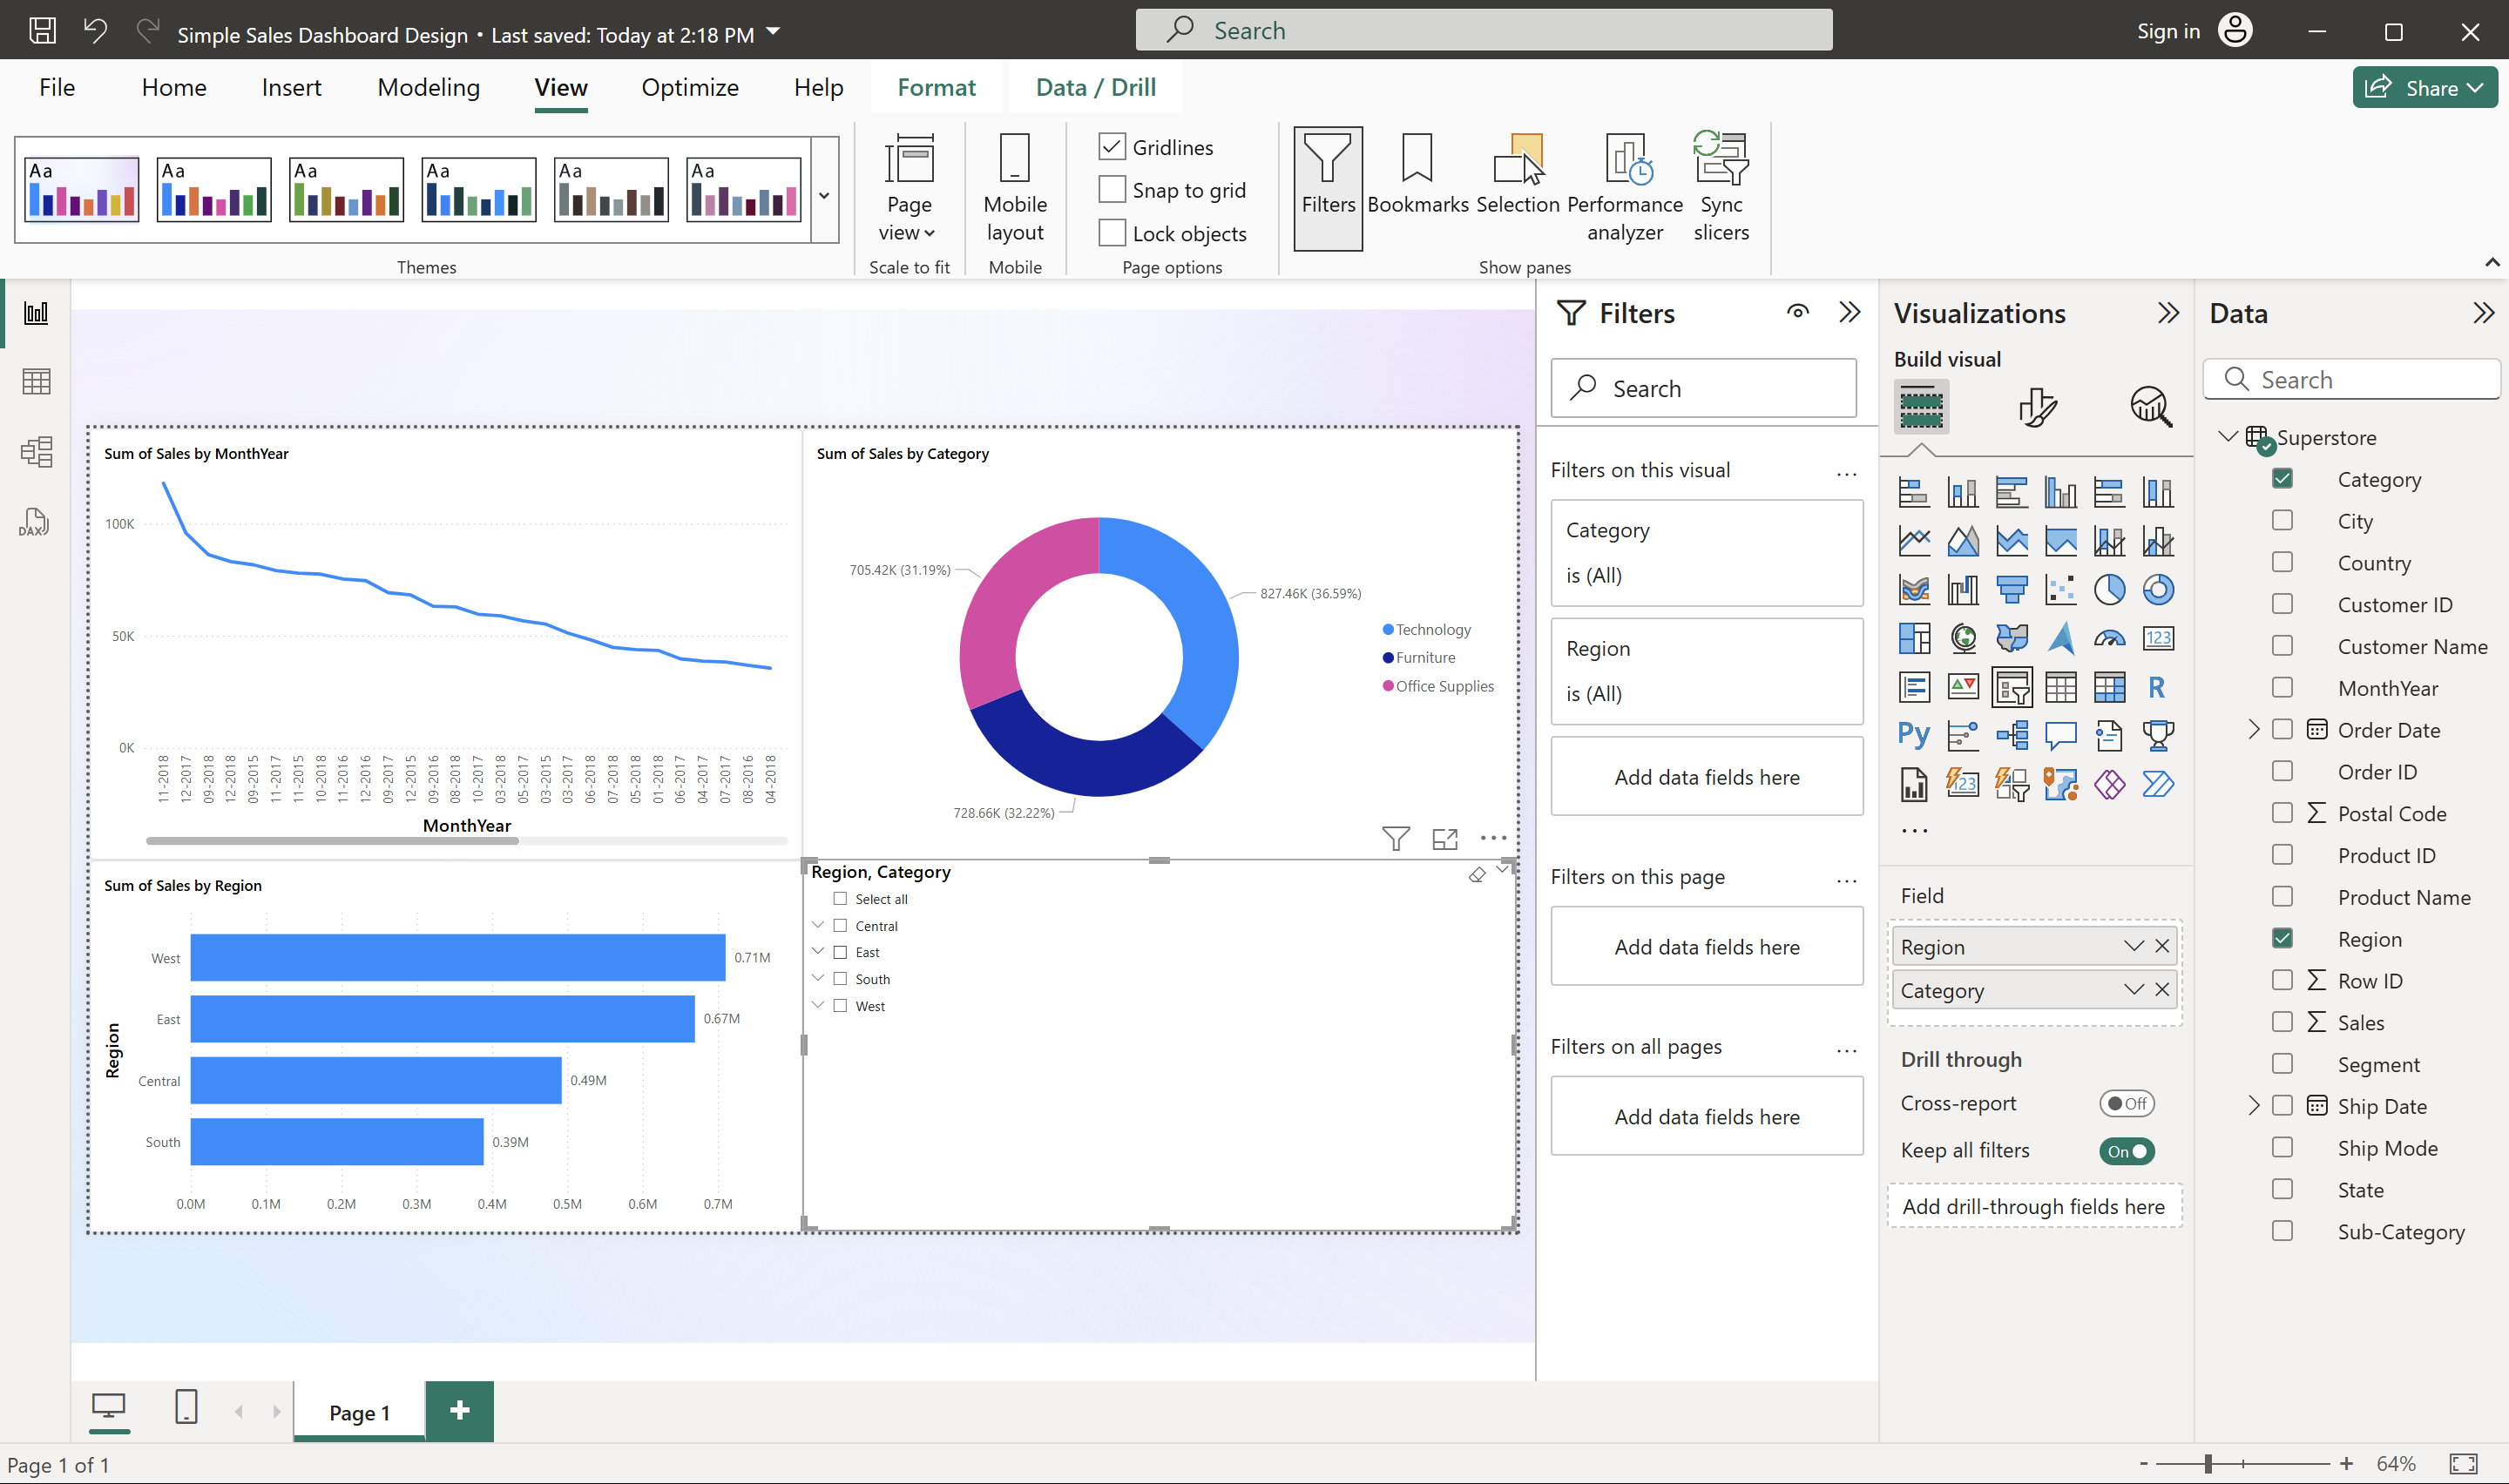 Simple Sales Dashboard Design • Last saved: Today at 2:18 PM
Search
Sign in
File Home Insert Modeling View Optimize Help Format Data / Drill
Share
Aa Aa Aa Aa Aa Aa
Themes
Page view
Scale to fit
Mobile layout
Mobile
Gridlines
Snap to grid
Lock objects
Page options
Filters
Bookmarks
Selection
Performance analyzer
Sync slicers
Show panes
DAX
Sum of Sales by MonthYear
100K
50K
0K
11-2018 12-2017 09-2018 12-2018 09-2015 11-2017 11-2015 10-2018 11-2016 12-2016 09-2017 12-2015 09-2016 08-2018 10-2017 03-2018 05-2017 03-2015 03-2017 06-2018 07-2018 05-2018 01-2018 06-2017 04-2017 07-2017 08-2016 04-2018
MonthYear
Sum of Sales by Category
705.42K (31.19%)
827.46K (36.59%)
728.66K (32.22%)
Technology
Furniture
Office Supplies
Sum of Sales by Region
Region
West 0.71M
East 0.67M
Central 0.49M
South 0.39M
0.0M 0.1M 0.2M 0.3M 0.4M 0.5M 0.6M 0.7M
Region, Category
Select all
Central
East
South
West
Filters
Search
Filters on this visual ...
Category
is (All)
Region
is (All)
Add data fields here
Filters on this page ...
Add data fields here
Filters on all pages ...
Add data fields here
Visualizations
Build visual
123
R
Py
123
...
Field
Region
Category
Drill through
Cross-report Off
Keep all filters On
Add drill-through fields here
Data
Search
Superstore
Category
City
Country
Customer ID
Customer Name
MonthYear
Order Date
Order ID
Σ Postal Code
Product ID
Product Name
Region
Σ Row ID
Σ Sales
Segment
Ship Date
Ship Mode
State
Sub-Category
Page 1
+
Page 1 of 1
- + 64%